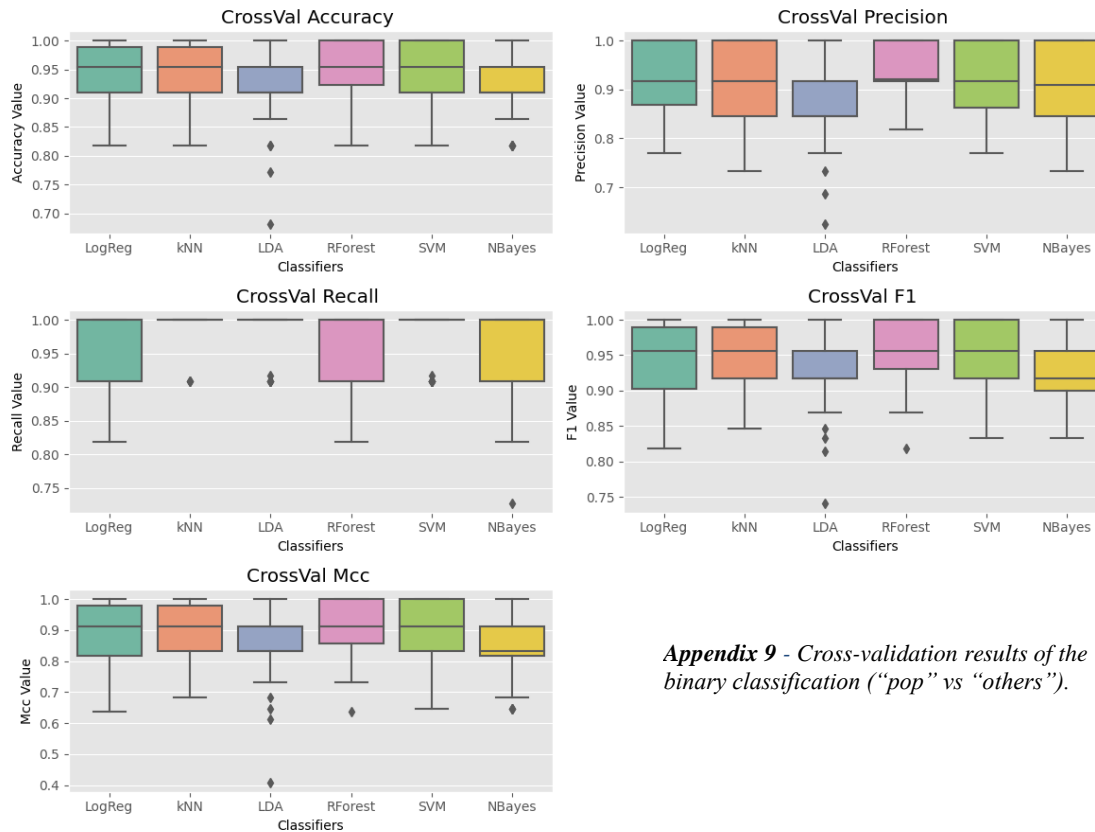 CrossVal Accuracy
1.00
0.95
0.90
0.85
0.80
0.75
0.70
Accuracy Value
LogReg kNN LDA RForest SVM NBayes
Classifiers
CrossVal Precision
1.0
0.9
0.8
0.7
Precision Value
LogReg kNN LDA RForest SVM NBayes
Classifiers
CrossVal Recall
1.00
0.95
0.90
0.85
0.80
0.75
Recall Value
LogReg kNN LDA RForest SVM NBayes
Classifiers
CrossVal F1
1.00
0.95
0.90
0.85
0.80
0.75
F1 Value
LogReg kNN LDA RForest SVM NBayes
Classifiers
CrossVal Mcc
1.0
0.9
0.8
0.7
0.6
0.5
0.4
Mcc Value
LogReg kNN LDA RForest SVM NBayes
Classifiers
Appendix 9 - Cross-validation results of the
binary classification (“pop” vs “others”).